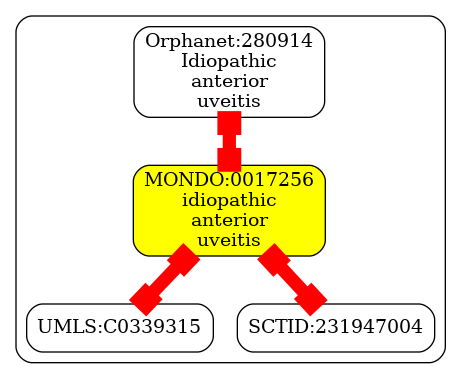 Orphanet:280914
Idiopathic
anterior
uveitis
MONDO:0017256
idiopathic
anterior
uveitis
UMLS:C0339315
SCTID:231947004